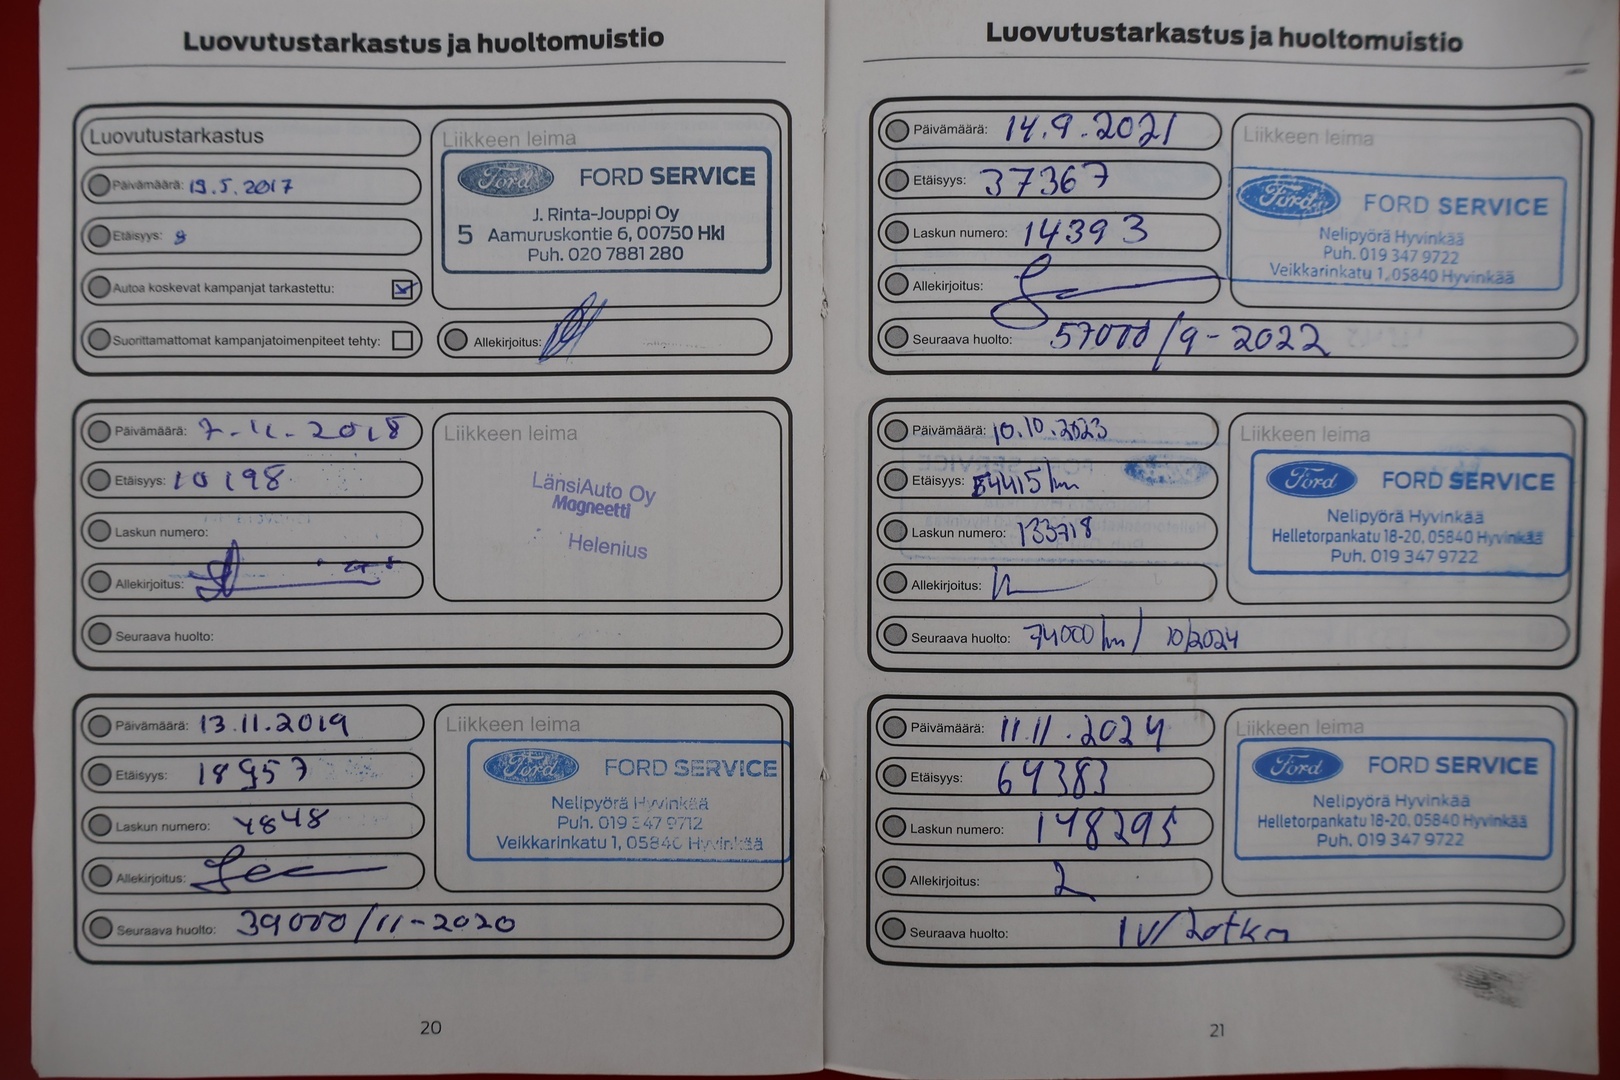 Luovutustarkastus ja huoltomuistio
Luovutustarkastus
Päivämäärä: 19.5.2017
Etäisyys: 9
Autoa koskevat kampanjat tarkastettu:
Suorittamattomat kampanjatoimenpiteet tehty:
Liikkeen leima
Ford FORD SERVICE
J. Rinta-Jouppi Oy
5 Aamuruskontie 6, 00750 Hkl
Puh. 020 7881 280
Allekirjoitus:
Päivämäärä: 7.11.2018
Etäisyys: 10198
Laskun numero:
Allekirjoitus:
Seuraava huolto:
Liikkeen leima
LänsiAuto Oy
Magneetti
Helenius
Päivämäärä: 13.11.2019
Etäisyys: 18957
Laskun numero: 4848
Allekirjoitus:
Seuraava huolto: 39000/11-2020
Liikkeen leima
Ford FORD SERVICE
Nelipyörä Hyvinkää
Puh. 019 347 9712
Veikkarinkatu 1, 05840 Hyvinkää
20
Luovutustarkastus ja huoltomuistio
Päivämäärä: 14.9.2021
Etäisyys: 37367
Laskun numero: 14393
Allekirjoitus:
Seuraava huolto: 57000/9-2022
Liikkeen leima
Ford FORD SERVICE
Nelipyörä Hyvinkää
Puh. 019 347 9722
Veikkarinkatu 1, 05840 Hyvinkää
Päivämäärä: 10.10.2023
Etäisyys: 54415 km
Laskun numero: 133718
Allekirjoitus:
Seuraava huolto: 74000 km/ 10/2024
Liikkeen leima
Ford FORD SERVICE
Nelipyörä Hyvinkää
Helletorpankatu 18-20, 05840 Hyvinkää
Puh. 019 347 9722
Päivämäärä: 11.11.2024
Etäisyys: 64383
Laskun numero: 148295
Allekirjoitus:
Seuraava huolto: 1v/20tkm
Liikkeen leima
Ford FORD SERVICE
Nelipyörä Hyvinkää
Helletorpankatu 18-20, 05840 Hyvinkää
Puh. 019 347 9722
21